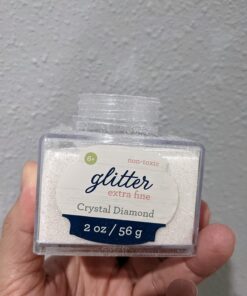 6+
non-toxic
glitter
extra fine
Crystal Diamond
2 oz / 56 g